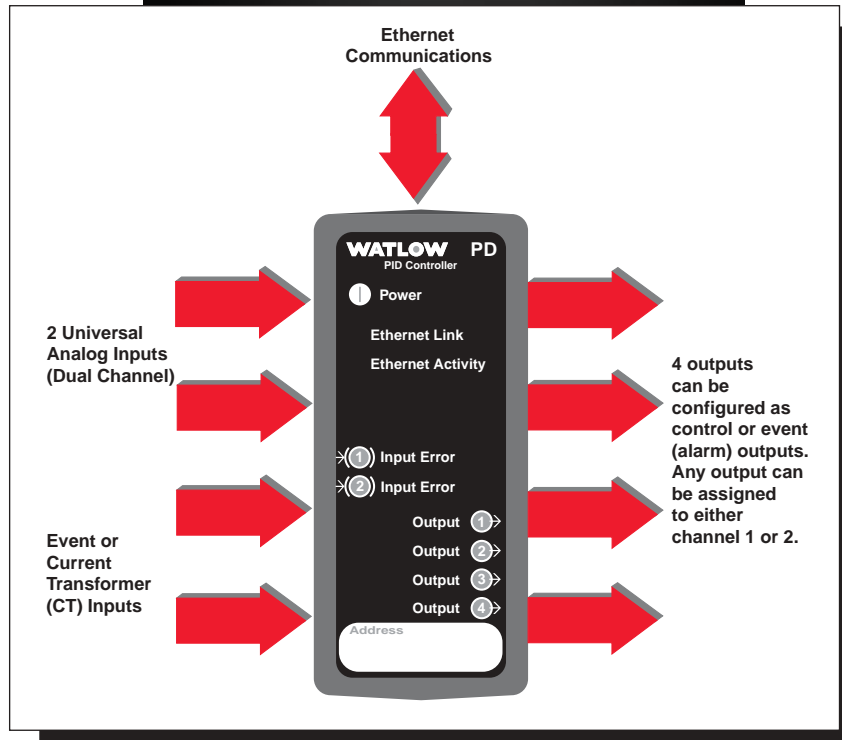 Ethernet
Communications
WATLOW PD
PID Controller
Power
Ethernet Link
Ethernet Activity
2 Universal
Analog Inputs
(Dual Channel)
4 outputs
can be
configured as
control or event
(alarm) outputs.
Any output can
be assigned
to either
channel 1 or 2.
1 Input Error
2 Input Error
Event or
Current
Transformer
(CT) Inputs
Output 1
Output 2
Output 3
Output 4
Address